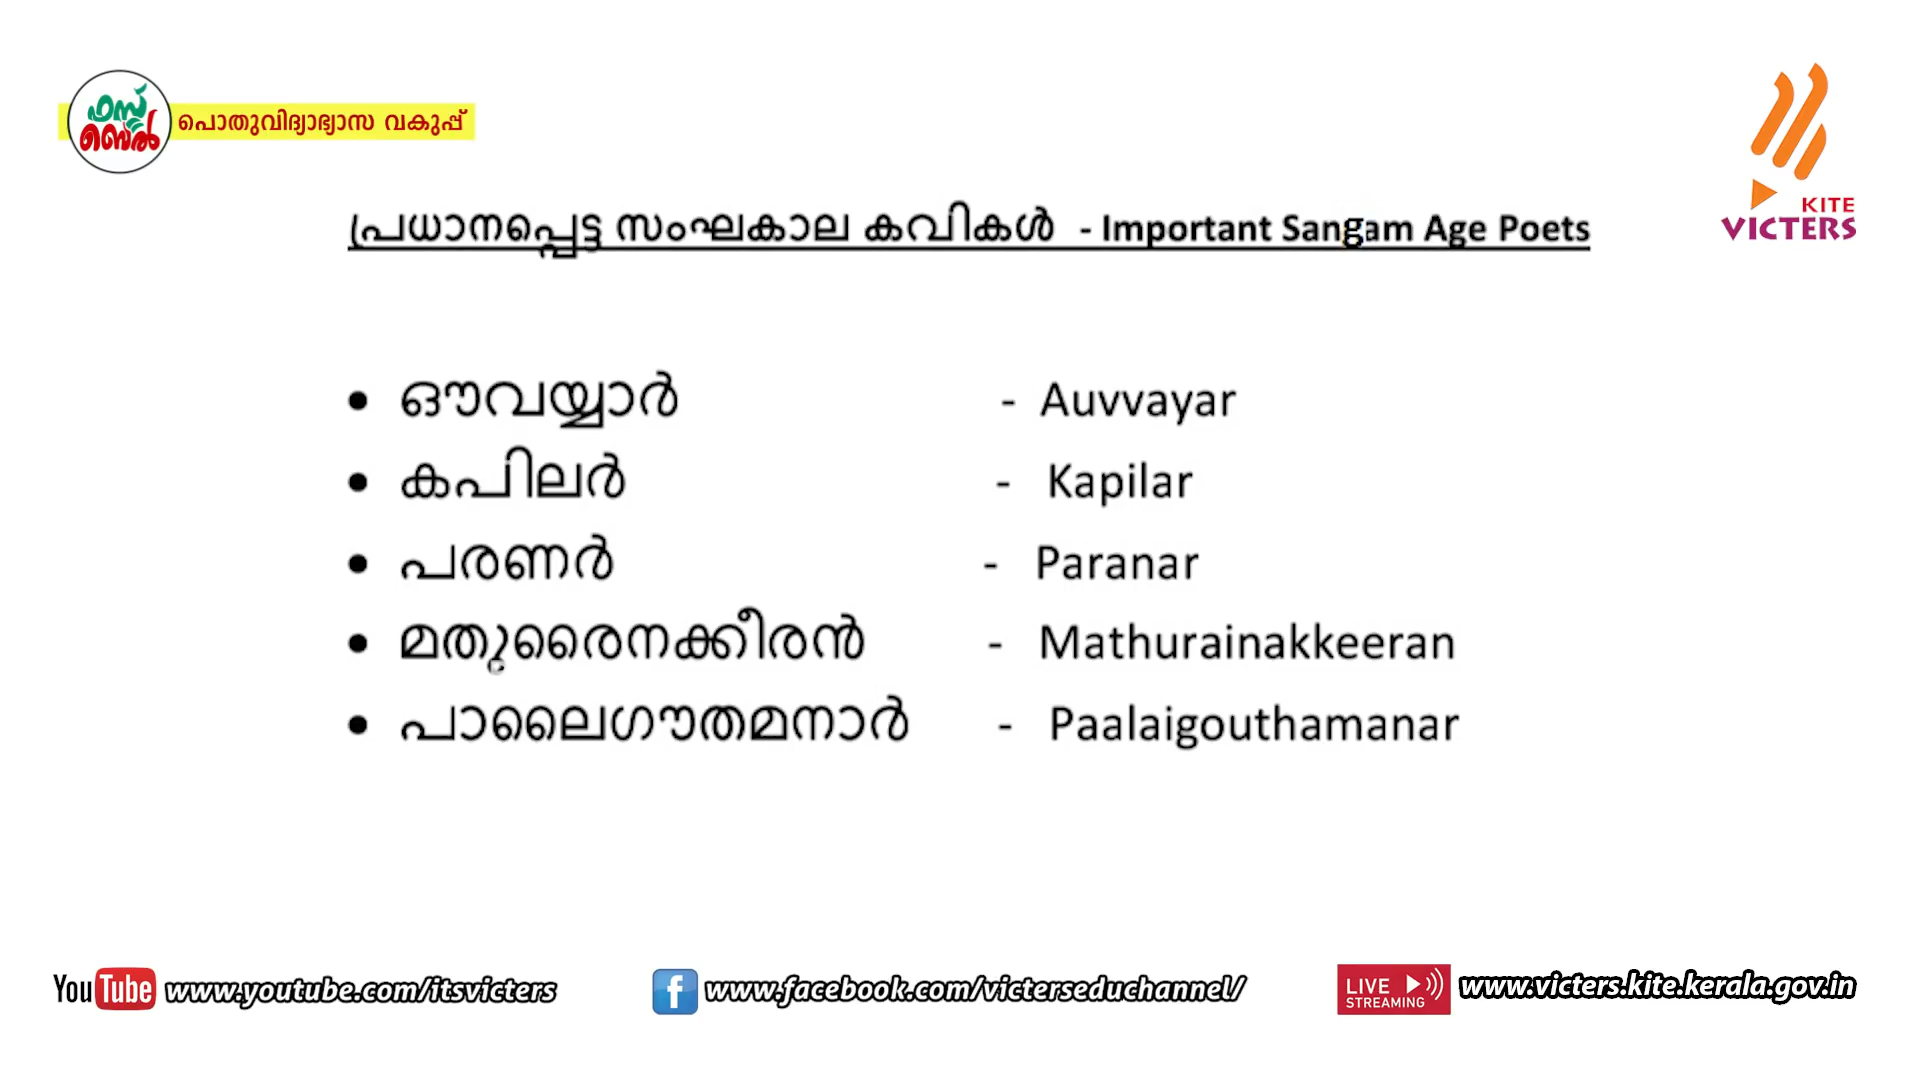 ഫസ്റ്റ്
ബെൽ
പൊതുവിദ്യാഭ്യാസ വകുപ്പ്
KITE
VICTERS
പ്രധാനപ്പെട്ട സംഘകാല കവികൾ - Important Sangam Age Poets
• ഔവയ്യാർ - Auvvayar
• കപിലർ - Kapilar
• പരണർ - Paranar
• മതുരൈനക്കീരൻ - Mathurainakkeeran
• പാലൈഗൗതമനാർ - Paalaigouthamanar
YouTube www.youtube.com/itsvicters
f www.facebook.com/victerseduchannel/
LIVE STREAMING www.victers.kite.kerala.gov.in